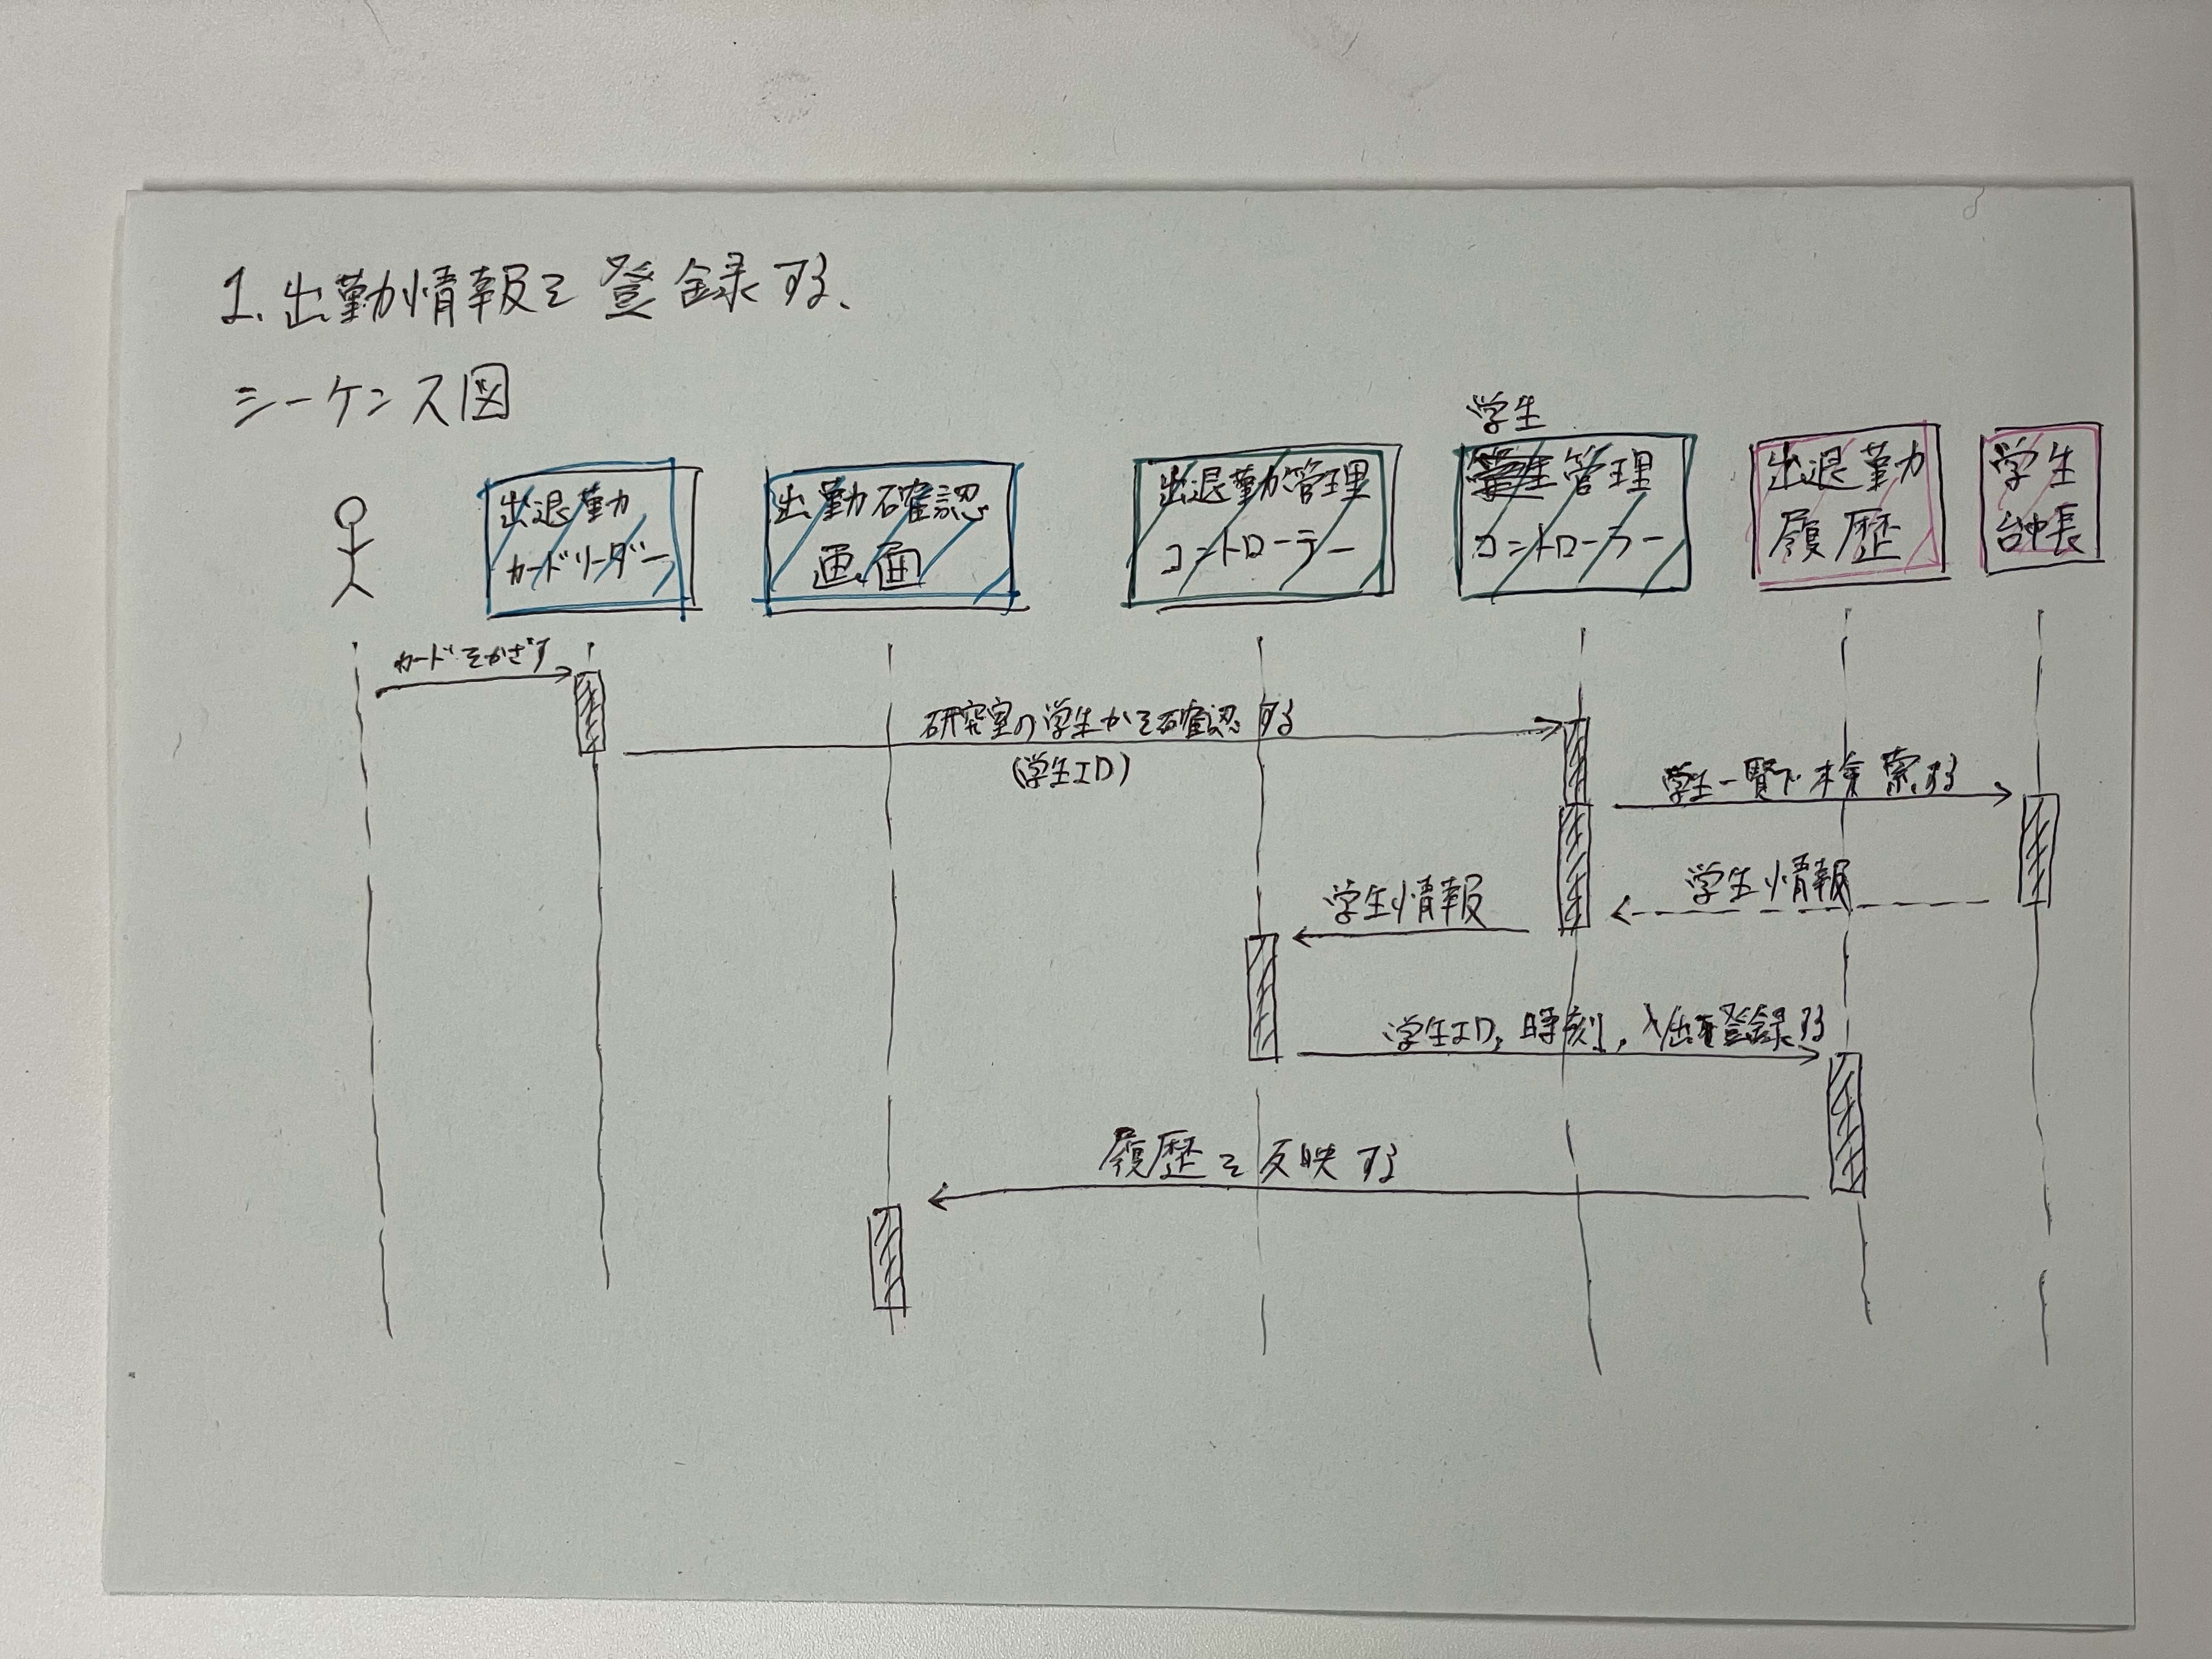 1. 出勤情報を登録する、
シーケンス図
出退勤
カードリーダー
出勤確認
画面
出退勤管理
コントローラー
学生
管理
コントローラー
出退勤
履歴
学生
台帳
カードをかざす
研究室の学生かを確認する
(学生ID)
学生一覧で検索する
学生情報
学生情報
学生ID, 時刻, 入/出を登録する
履歴を反映する